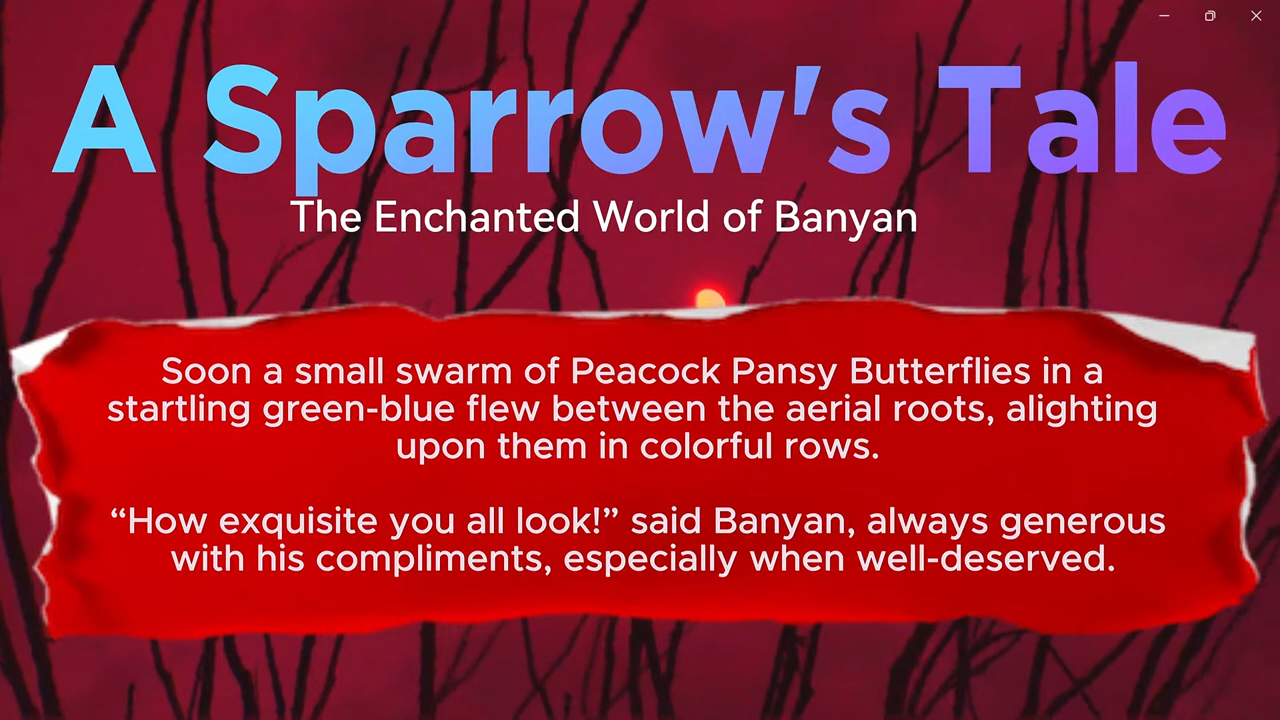 A Sparrow's Tale
The Enchanted World of Banyan
Soon a small swarm of Peacock Pansy Butterflies in a
startling green-blue flew between the aerial roots, alighting
upon them in colorful rows.
“How exquisite you all look!” said Banyan, always generous
with his compliments, especially when well-deserved.